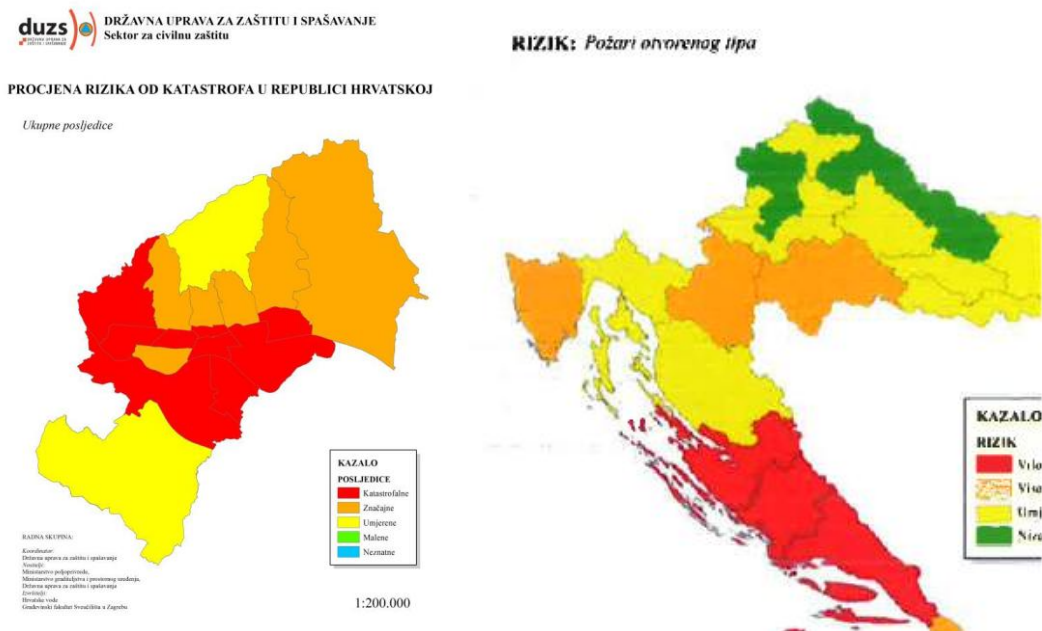 duzs
DRŽAVNA UPRAVA ZA ZAŠTITU I SPAŠAVANJE
Sektor za civilnu zaštitu
PROCJENA RIZIKA OD KATASTROFA U REPUBLICI HRVATSKOJ
Ukupne posljedice
KAZALO
POSLJEDICE
Katastrofalne
Značajne
Umjerene
Malene
Neznatne
RADNA SKUPINA:
Koordinator:
Državna uprava za zaštitu i spašavanje
Nositelji:
Ministarstvo poljoprivrede,
Ministarstvo graditeljstva i prostornog uređenja,
Državna uprava za zaštitu i spašavanje
Izvršitelji:
Hrvatske vode
Građevinski fakultet Sveučilišta u Zagrebu
1:200.000
RIZIK: Požari otvorenog tipa
KAZALO
RIZIK